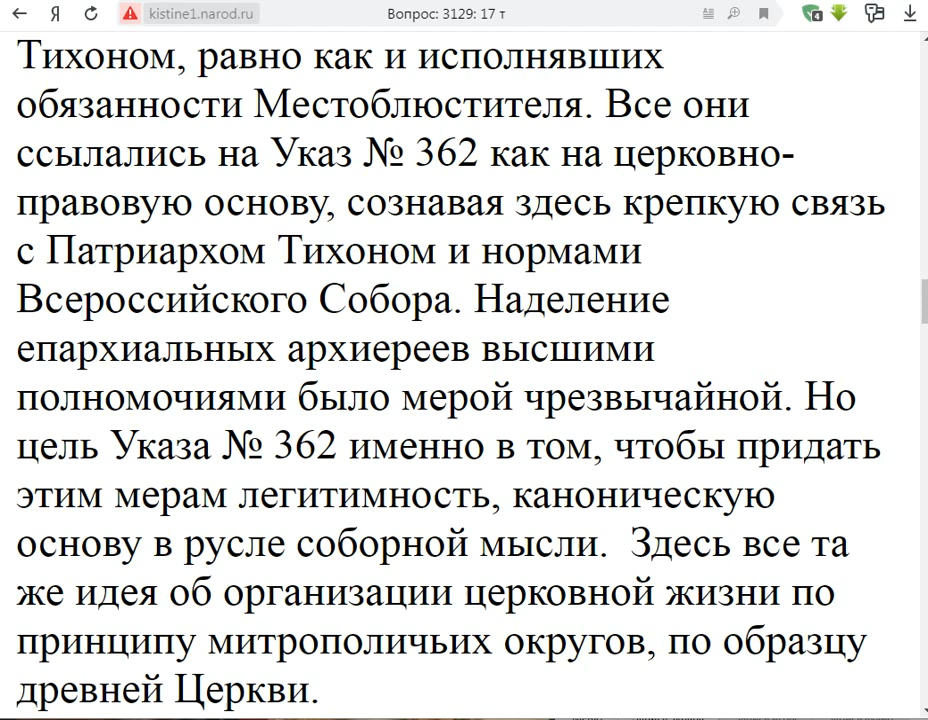 Я kistine1.narod.ru Вопрос: 3129: 17 т 4
Тихоном, равно как и исполнявших
обязанности Местоблюстителя. Все они
ссылались на Указ № 362 как на церковно-
правовую основу, сознавая здесь крепкую связь
с Патриархом Тихоном и нормами
Всероссийского Собора. Наделение
епархиальных архиереев высшими
полномочиями было мерой чрезвычайной. Но
цель Указа № 362 именно в том, чтобы придать
этим мерам легитимность, каноническую
основу в русле соборной мысли.  Здесь все та
же идея об организации церковной жизни по
принципу митрополичьих округов, по образцу
древней Церкви.